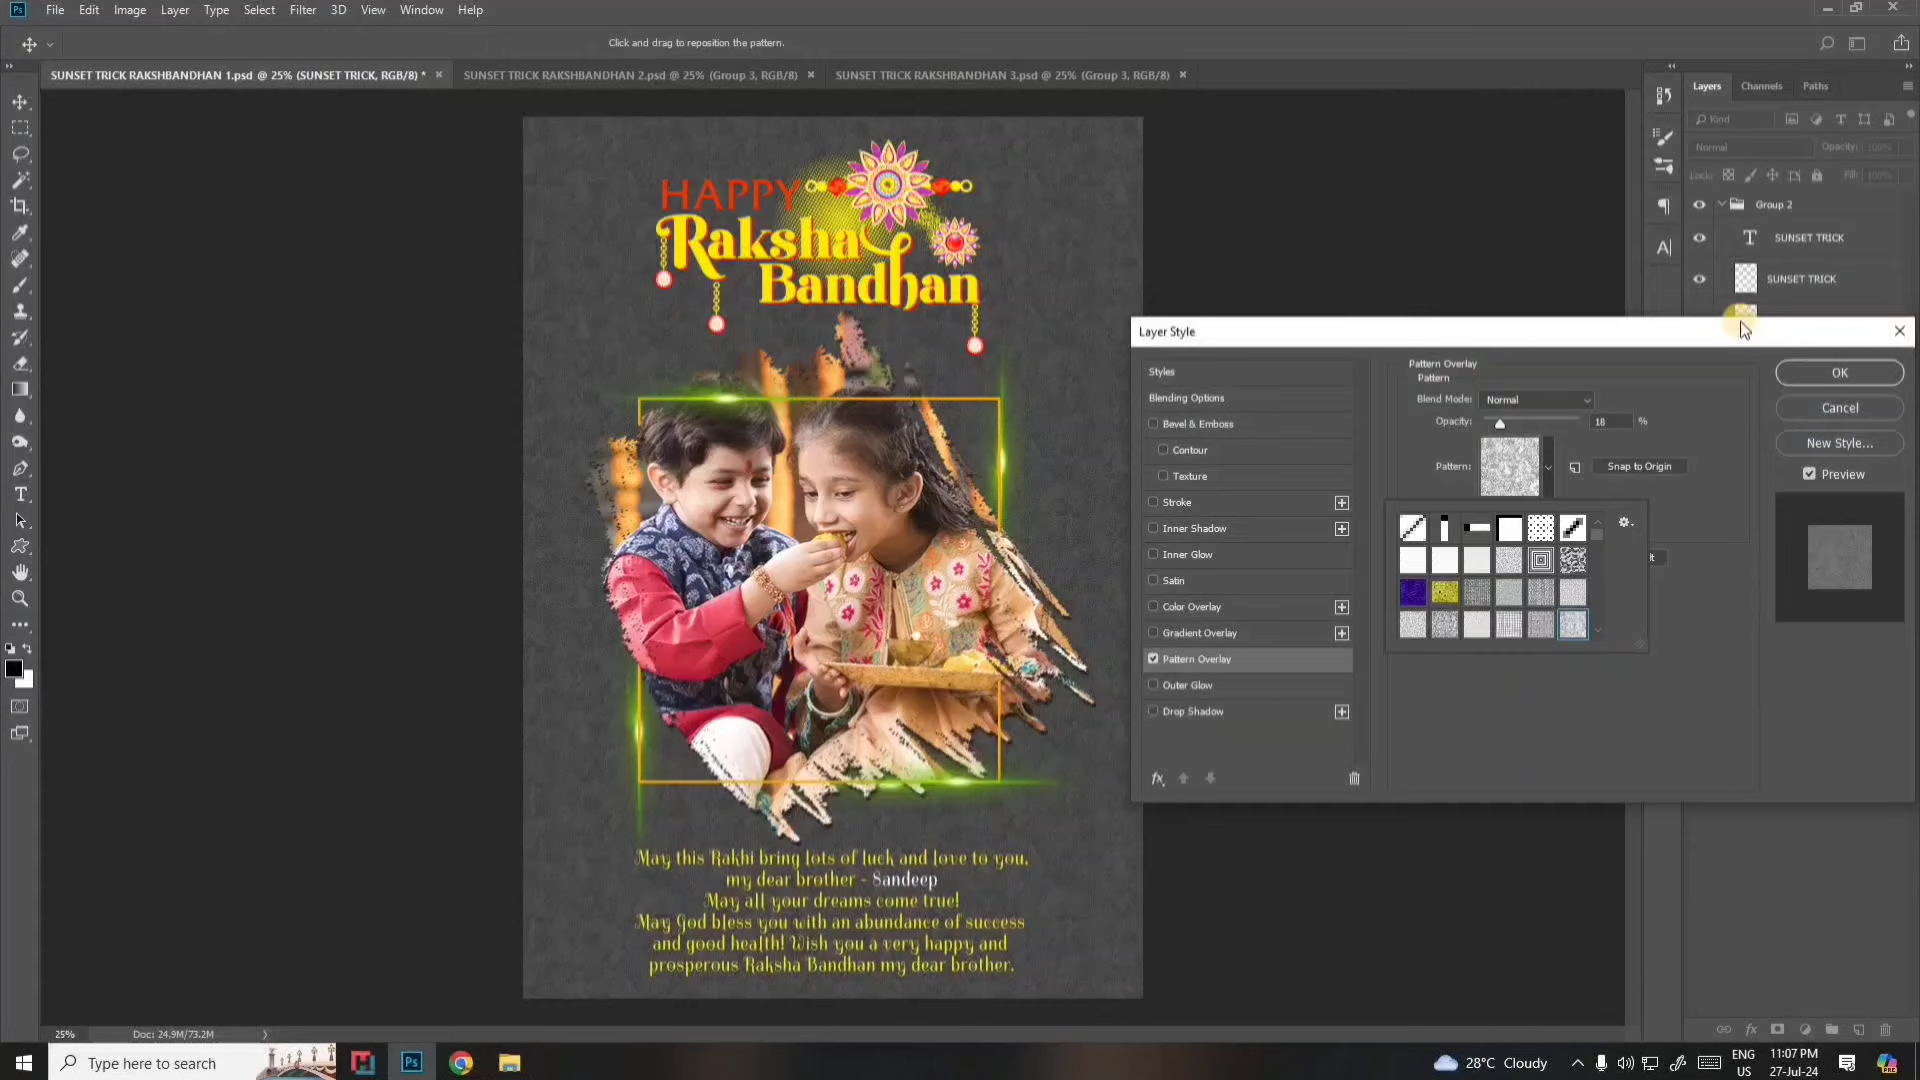 Ps File Edit Image Layer Type Select Filter 3D View Window Help
Click and drag to reposition the pattern.
SUNSET TRICK RAKSHBANDHAN 1.psd @ 25% (SUNSET TRICK, RGB/8) *
SUNSET TRICK RAKSHBANDHAN 2.psd @ 25% (Group 3, RGB/8)
SUNSET TRICK RAKSHBANDHAN 3.psd @ 25% (Group 3, RGB/8)
Layers Channels Paths
Kind
Normal Opacity: 100%
Lock: Fill: 100%
Group 2
SUNSET TRICK
SUNSET TRICK
HAPPY
Raksha
Bandhan
May this Rakhi bring lots of luck and love to you,
my dear brother - Sandeep
May all your dreams come true!
May God bless you with an abundance of success
and good health! Wish you a very happy and
prosperous Raksha Bandhan my dear brother.
Layer Style
Styles
Blending Options
Bevel & Emboss
Contour
Texture
Stroke
Inner Shadow
Inner Glow
Satin
Color Overlay
Gradient Overlay
Pattern Overlay
Outer Glow
Drop Shadow
fx
Pattern Overlay
Pattern
Blend Mode: Normal
Opacity: 18 %
Pattern: Snap to Origin
OK
Cancel
New Style...
Preview
fx
25% Doc: 24.9M/73.2M
Type here to search
Ps
28°C Cloudy
ENG
US
11:07 PM
27-Jul-24